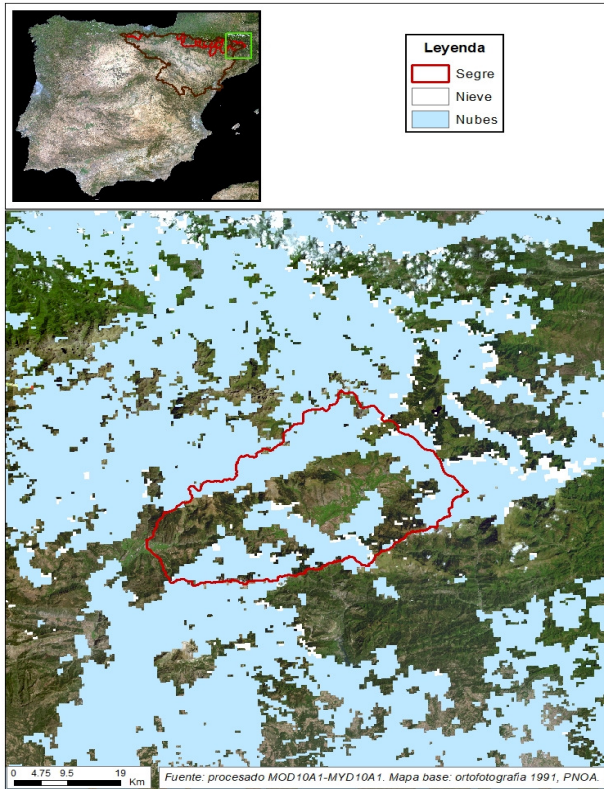 Leyenda
Segre
Nieve
Nubes
0 4.75 9.5 19
Km
Fuente: procesado MOD10A1-MYD10A1. Mapa base: ortofotografia 1991, PNOA.